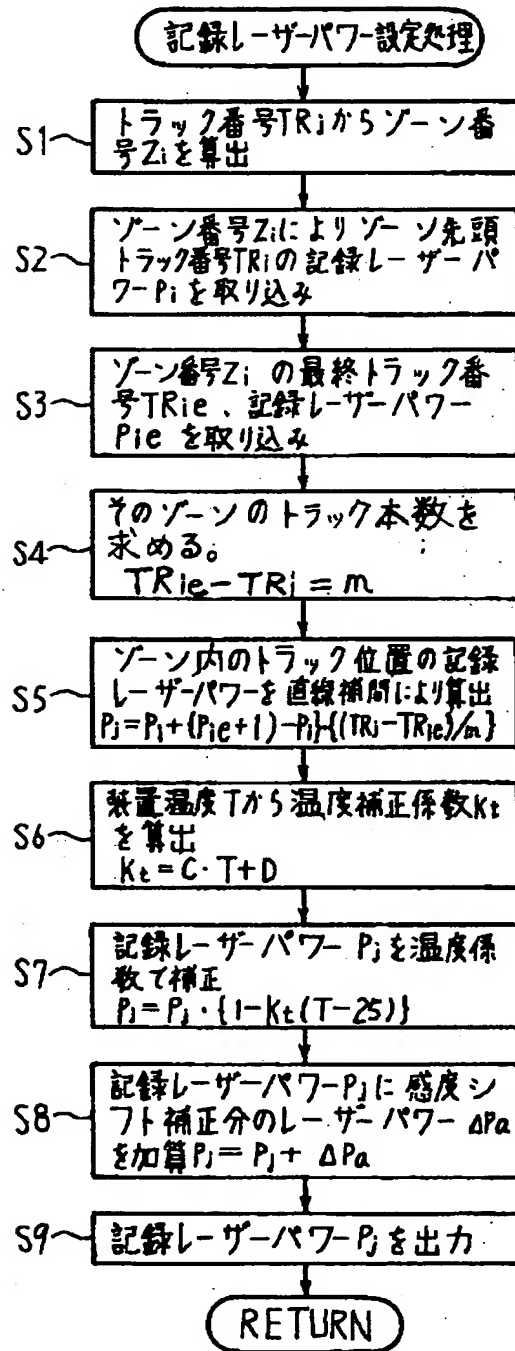 記録レーザーパワー設定処理
S1
トラック番号TRjからゾーン番
号Ziを算出
S2
ゾーン番号Ziによりゾーン先頭
トラック番号TRiの記録レーザーパ
ワーPiを取り込み
S3
ゾーン番号Zi の最終トラック番
号TRie、記録レーザーパワー
Pie を取り込み
S4
そのゾーンのトラック本数を
求める。
TRie-TRi=m
S5
ゾーン内のトラック位置の記録
レーザーパワーを直線補間により算出
Pj=Pi+{Pie+1)-Pi}·{(TRj-TRie)/m}
S6
装置温度Tから温度補正係数Kt
を算出
Kt=C·T+D
S7
記録レーザーパワー Pjを温度係
数で補正
Pj=Pj·{1-Kt(T-25)}
S8
記録レーザーパワーPjに感度シ
フト補正分のレーザーパワー ΔPa
を加算Pj=Pj+ΔPa
S9
記録レーザーパワーPjを出力
RETURN